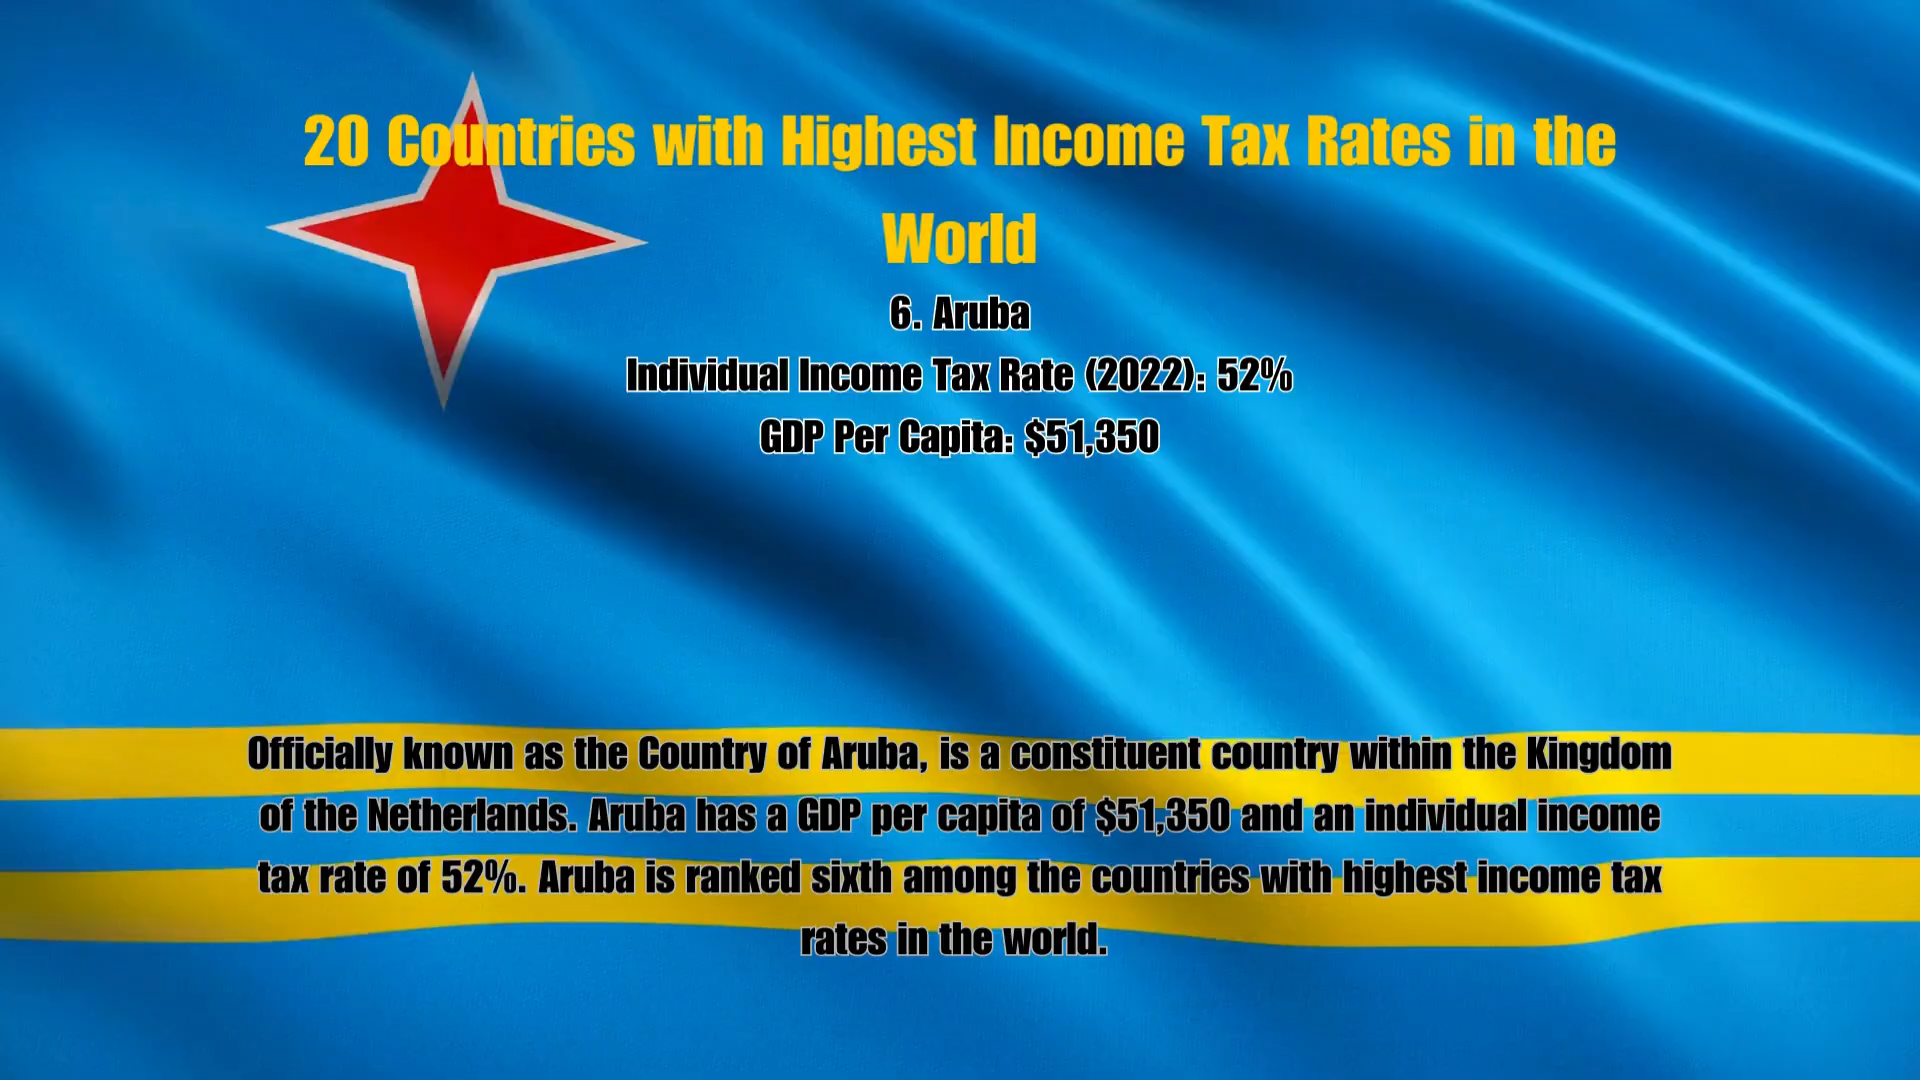 20 Countries with Highest Income Tax Rates in the
World
6. Aruba
Individual Income Tax Rate (2022): 52%
GDP Per Capita: $51,350
Officially known as the Country of Aruba, is a constituent country within the Kingdom
of the Netherlands. Aruba has a GDP per capita of $51,350 and an individual income
tax rate of 52%. Aruba is ranked sixth among the countries with highest income tax
rates in the world.